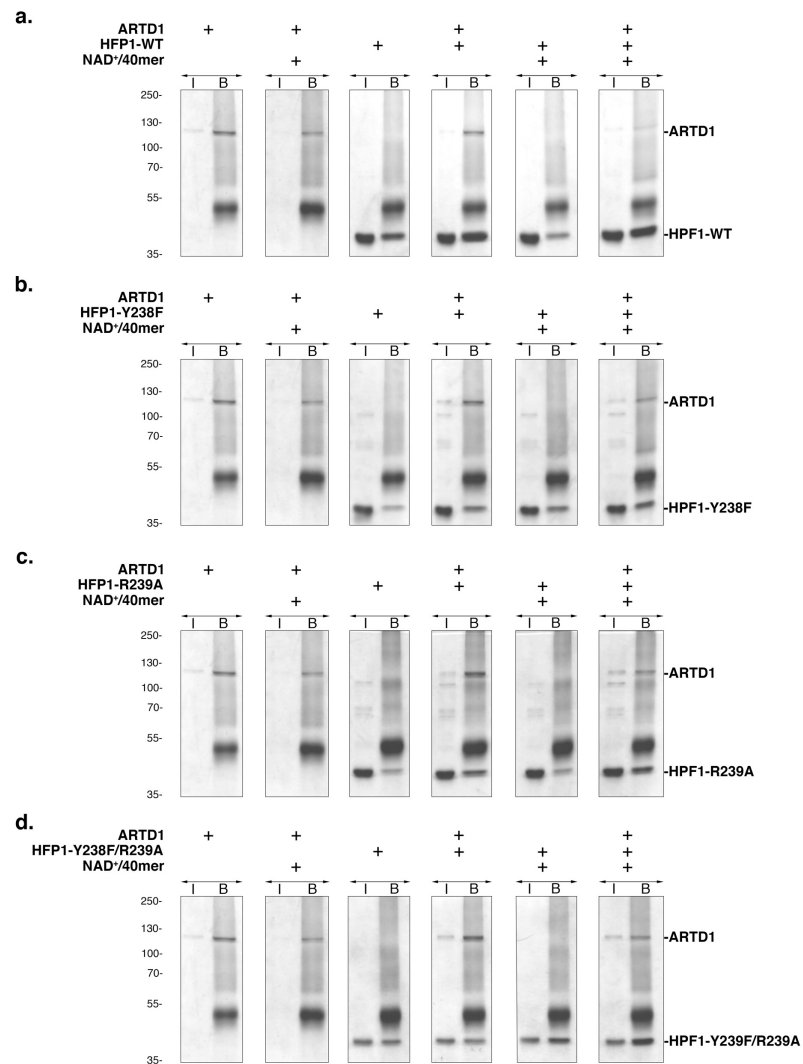 a.
ARTD1 + + +  +
HFP1-WT + + + +
NAD+/40mer + + +
I B I B I B I B I B I B
250-
130-
-ARTD1
100-
70-
55-
-HPF1-WT
35-
b.
ARTD1 + + + +
HFP1-Y238F + + + +
NAD+/40mer + + +
I B I B I B I B I B I B
250-
130-
-ARTD1
100-
70-
55-
-HPF1-Y238F
35-
c.
ARTD1 + + + +
HFP1-R239A + + + +
NAD+/40mer + + +
I B I B I B I B I B I B
250-
130-
-ARTD1
100-
70-
55-
-HPF1-R239A
35-
d.
ARTD1 + + + +
HFP1-Y238F/R239A + + + +
NAD+/40mer + + +
I B I B I B I B I B I B
250-
130-
-ARTD1
100-
70-
55-
-HPF1-Y239F/R239A
35-